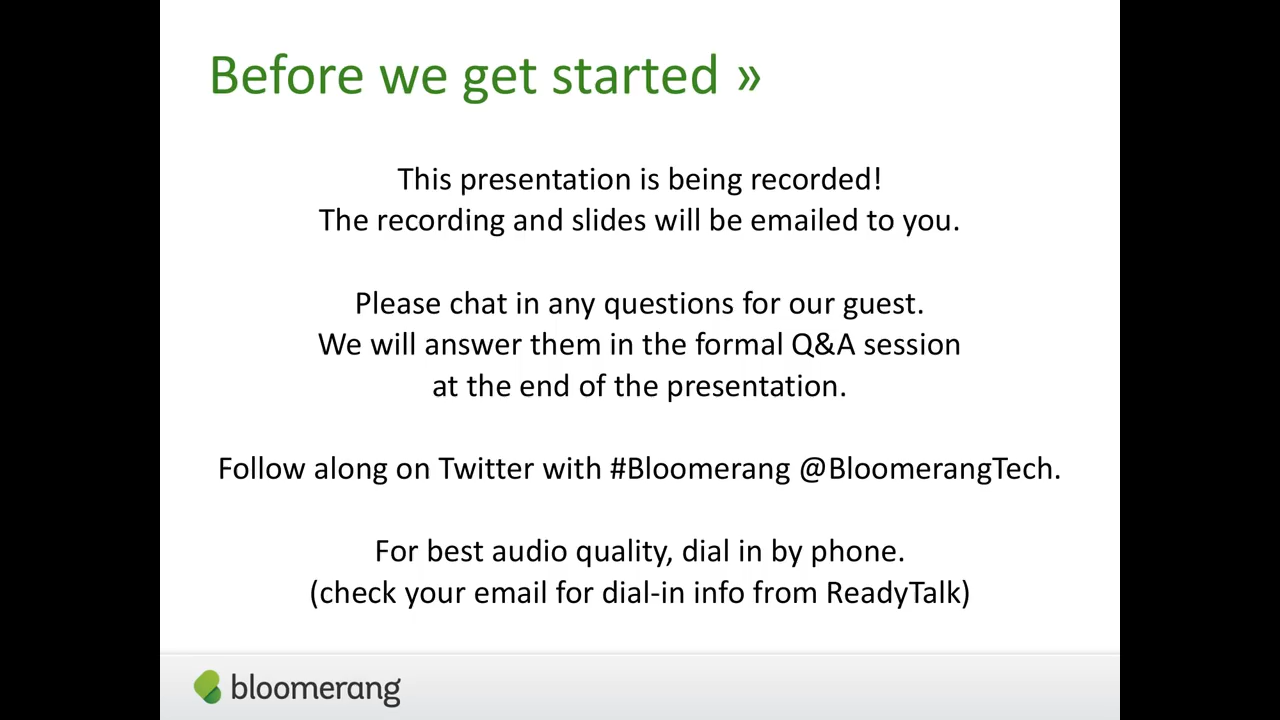 Before we get started »
This presentation is being recorded!
The recording and slides will be emailed to you.
Please chat in any questions for our guest.
We will answer them in the formal Q&A session
at the end of the presentation.
Follow along on Twitter with #Bloomerang @BloomerangTech.
For best audio quality, dial in by phone.
(check your email for dial-in info from ReadyTalk)
bloomerang